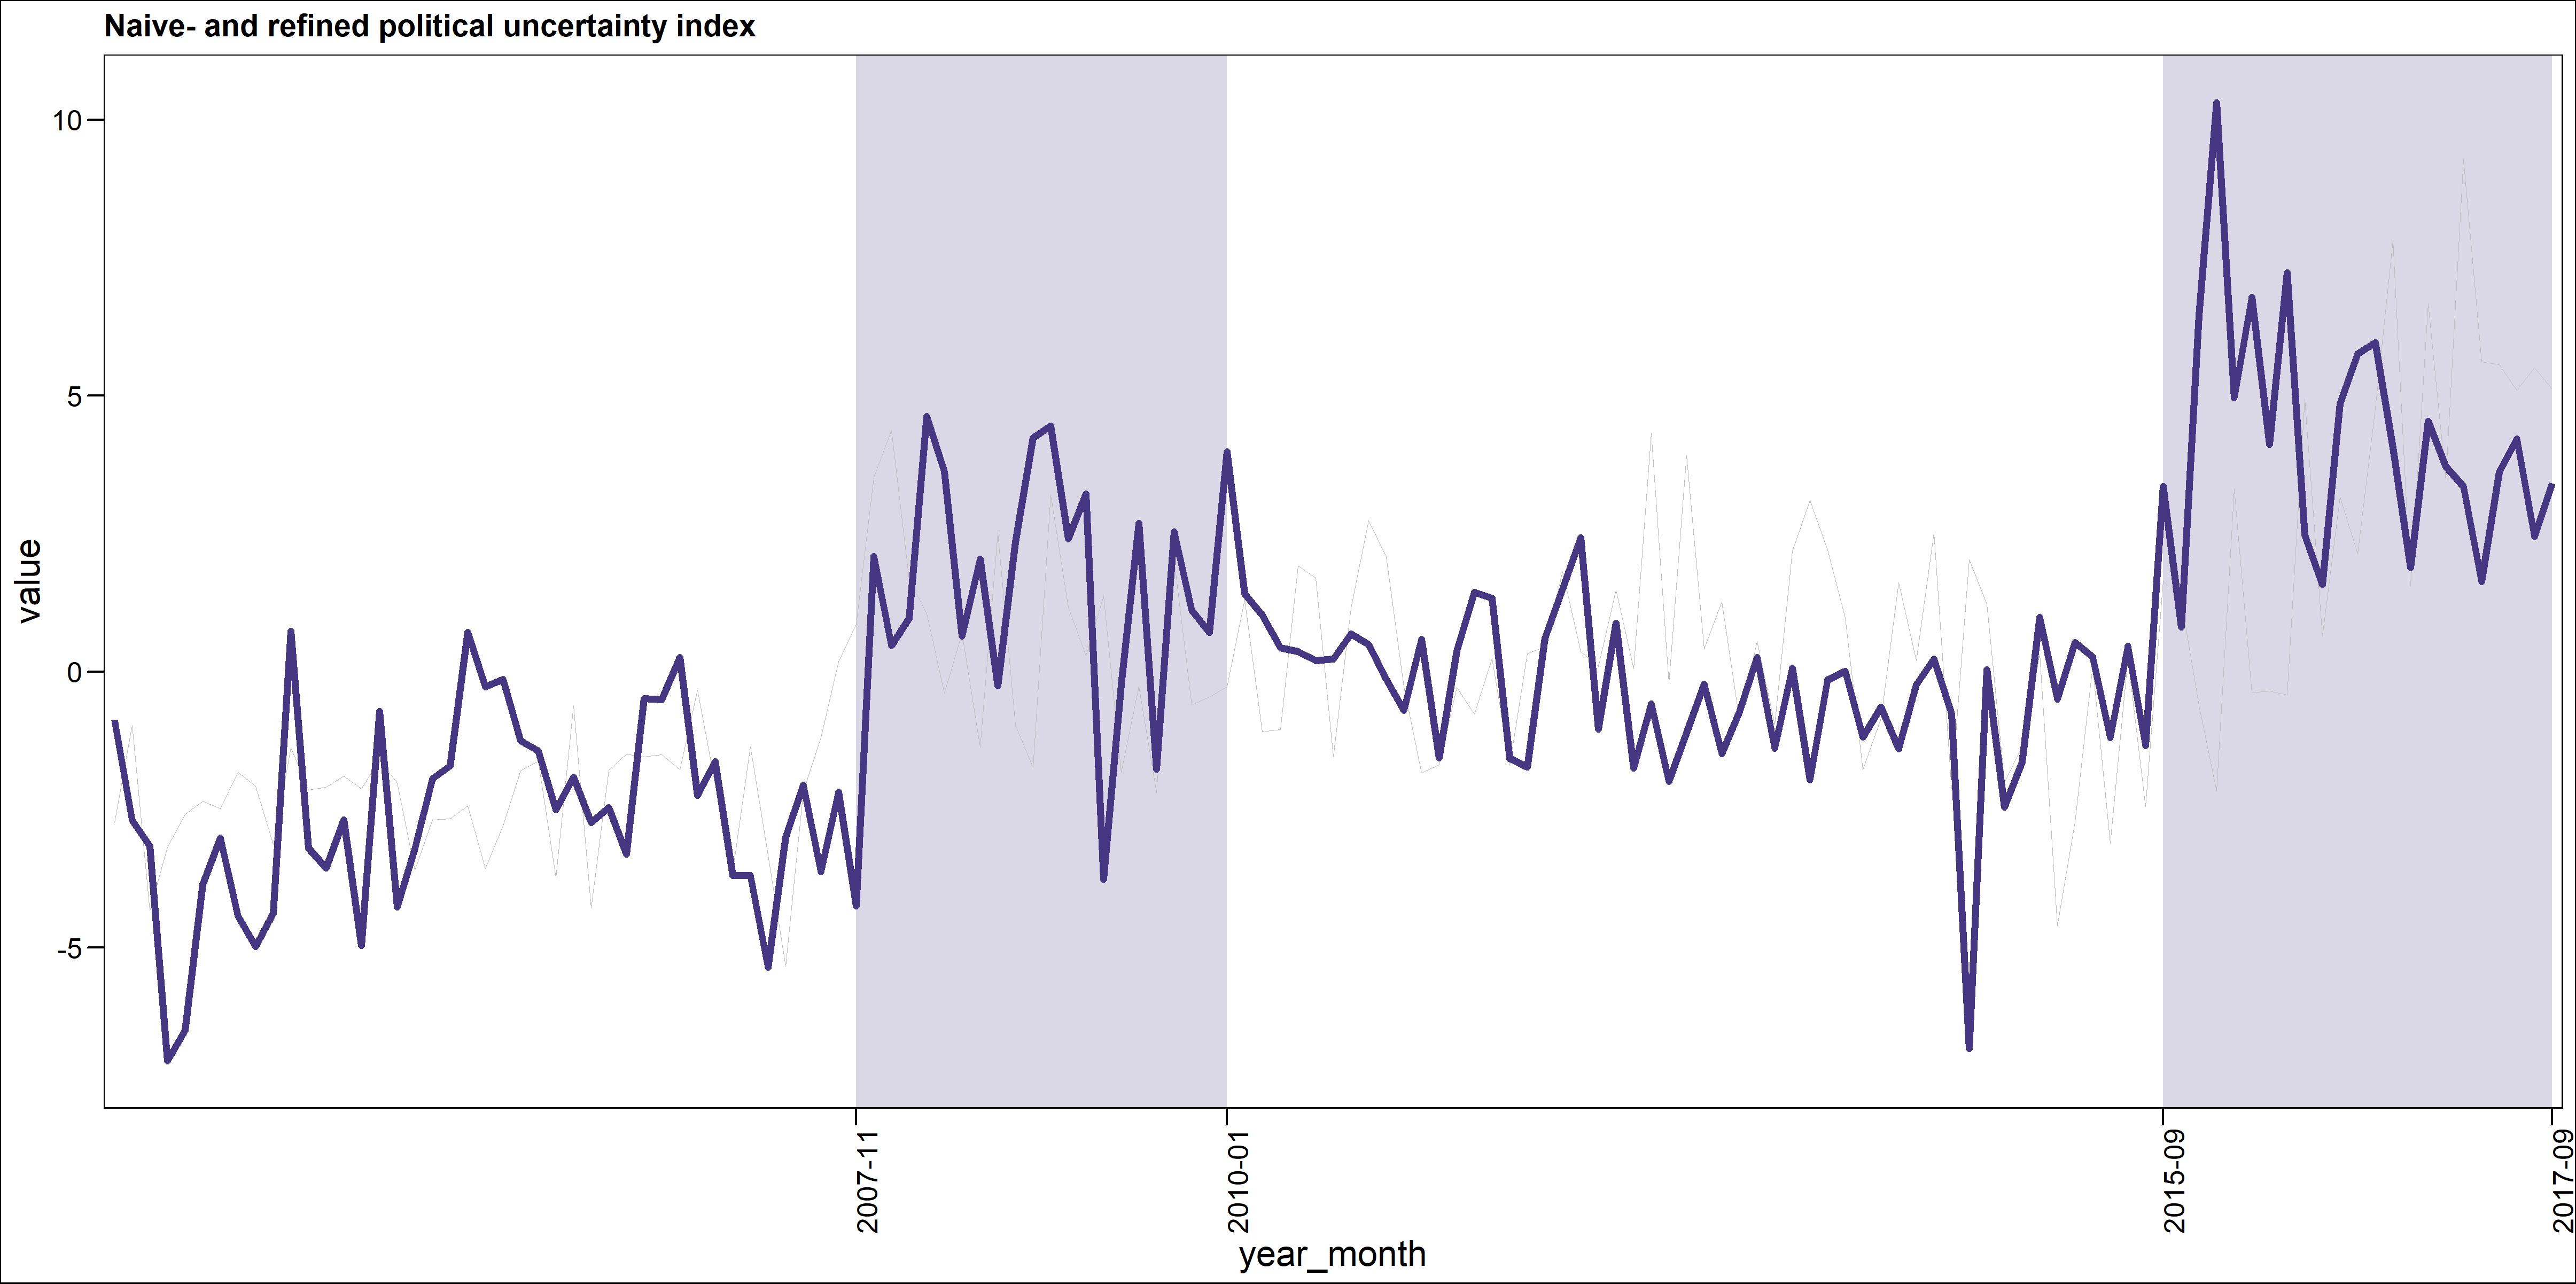 Naive- and refined political uncertainty index
10
5
0
-5
value
2007-11
2010-01
2015-09
2017-09
year_month